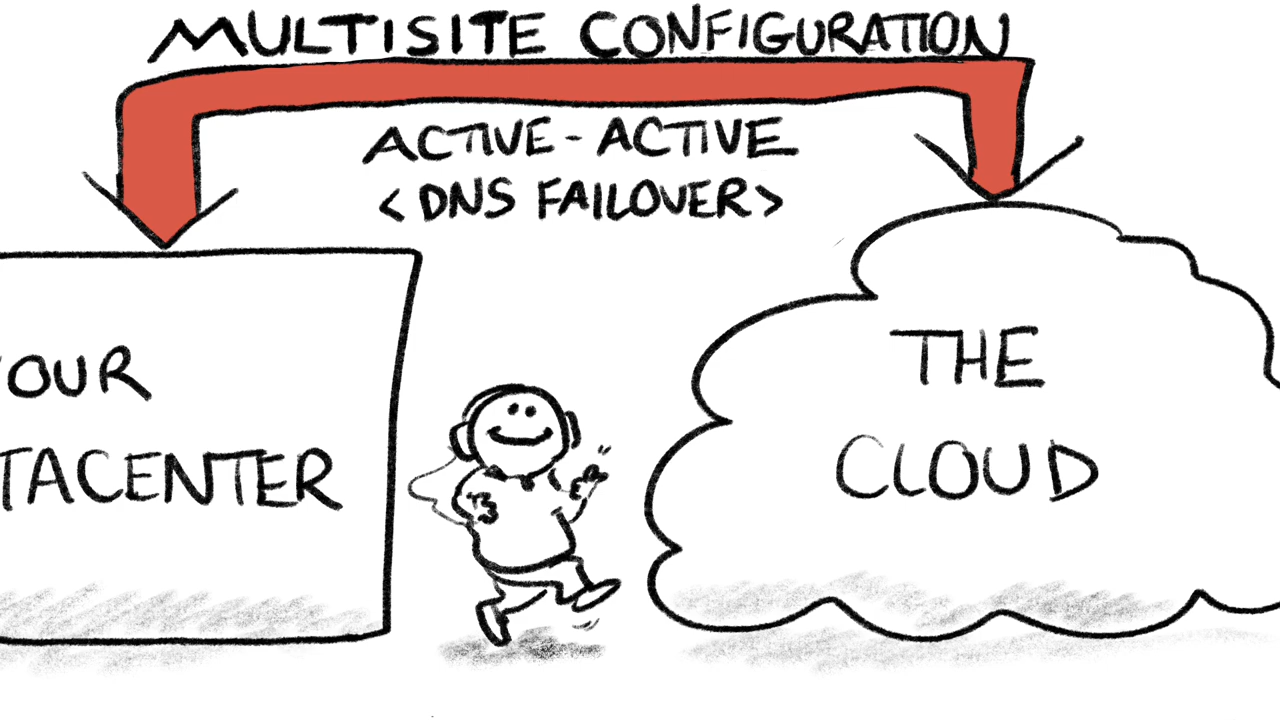 MULTISITE CONFIGURATION
ACTIVE-ACTIVE
<DNS FAILOVER>
OUR
TACENTER
THE
CLOUD